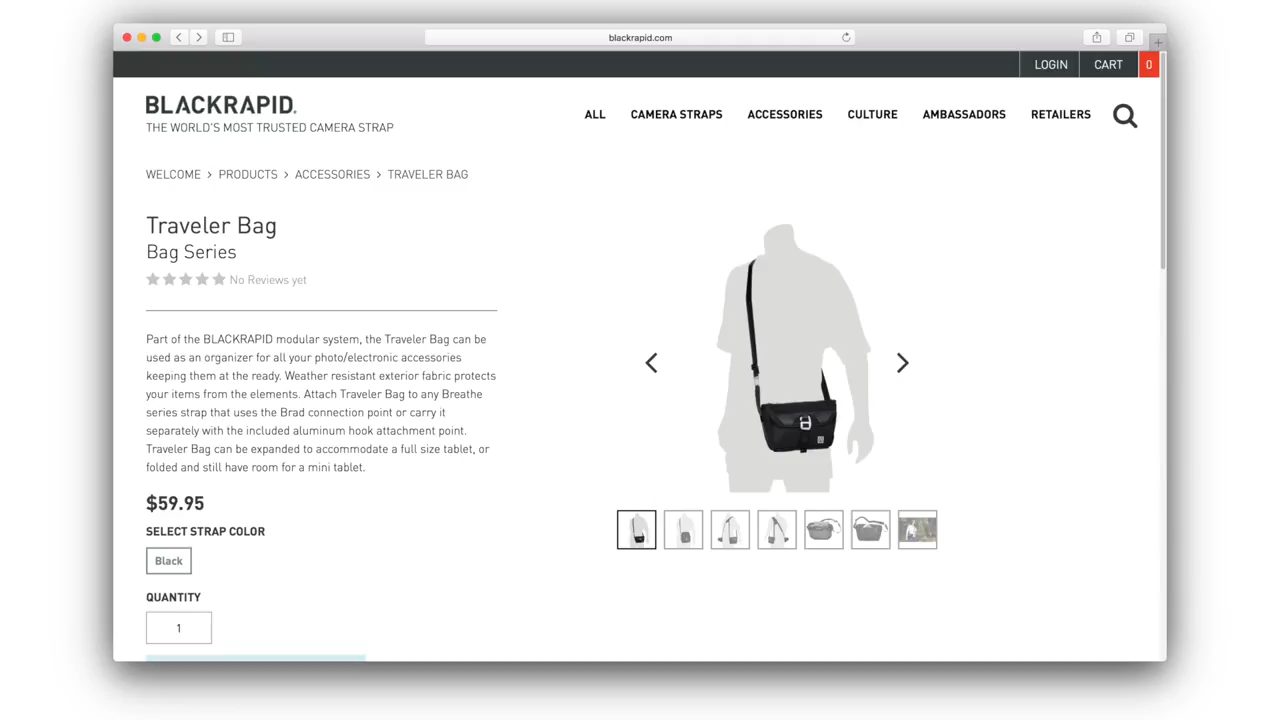 blackrapid.com
LOGIN CART 0
BLACKRAPID.
THE WORLD'S MOST TRUSTED CAMERA STRAP
ALL CAMERA STRAPS ACCESSORIES CULTURE AMBASSADORS RETAILERS
WELCOME > PRODUCTS > ACCESSORIES > TRAVELER BAG
Traveler Bag
Bag Series
No Reviews yet
Part of the BLACKRAPID modular system, the Traveler Bag can be
used as an organizer for all your photo/electronic accessories
keeping them at the ready. Weather resistant exterior fabric protects
your items from the elements. Attach Traveler Bag to any Breathe
series strap that uses the Brad connection point or carry it
separately with the included aluminum hook attachment point.
Traveler Bag can be expanded to accommodate a full size tablet, or
folded and still have room for a mini tablet.
$59.95
SELECT STRAP COLOR
Black
QUANTITY
1